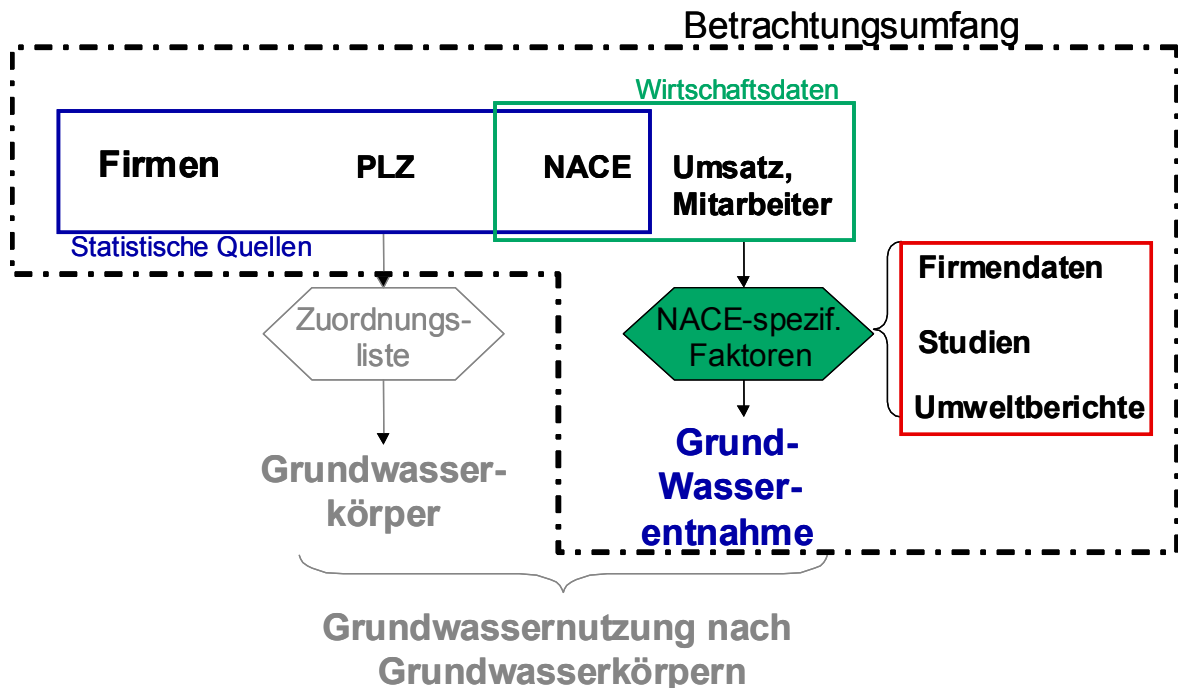 Betrachtungsumfang
Wirtschaftsdaten
Firmen
PLZ
NACE
Umsatz,
Mitarbeiter
Statistische Quellen
Zuordnungs-
liste
NACE-spezif.
Faktoren
Firmendaten
Studien
Umweltberichte
Grundwasser-
körper
Grund-
Wasser-
entnahme
Grundwassernutzung nach
Grundwasserkörpern